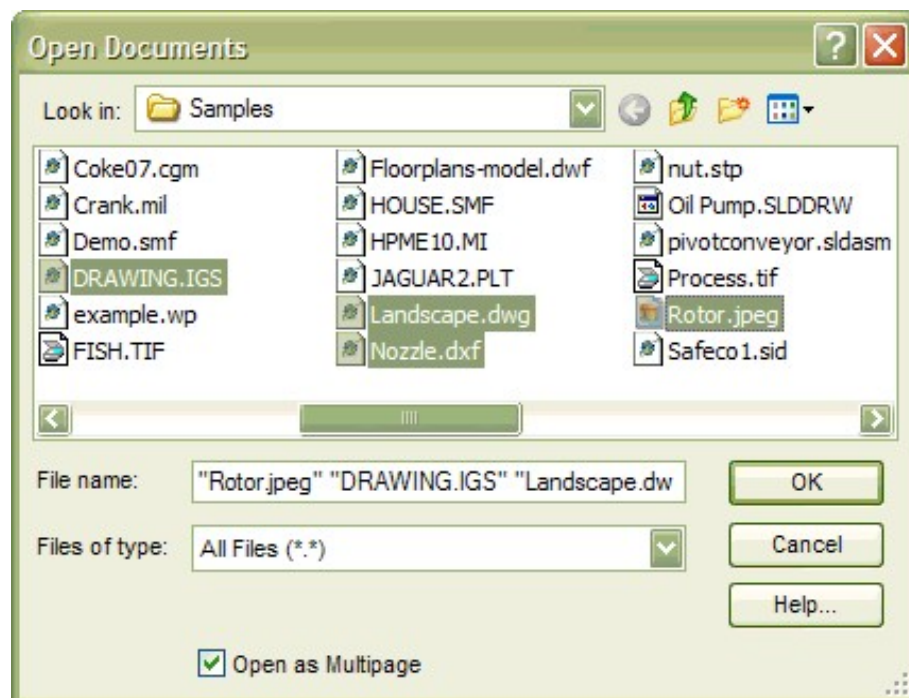 Open Documents
Look in: Samples
Coke07.cgm
Crank.mil
Demo.smf
DRAWING.IGS
example.wp
FISH.TIF
Floorplans-model.dwf
HOUSE.SMF
HPME10.MI
JAGUAR2.PLT
Landscape.dwg
Nozzle.dxf
nut.stp
Oil Pump.SLDDRW
pivotconveyor.sldasm
Process.tif
Rotor.jpeg
Safeco1.sid
File name: "Rotor.jpeg" "DRAWING.IGS" "Landscape.dw
OK
Files of type: All Files (*.*)
Cancel
Help...
Open as Multipage